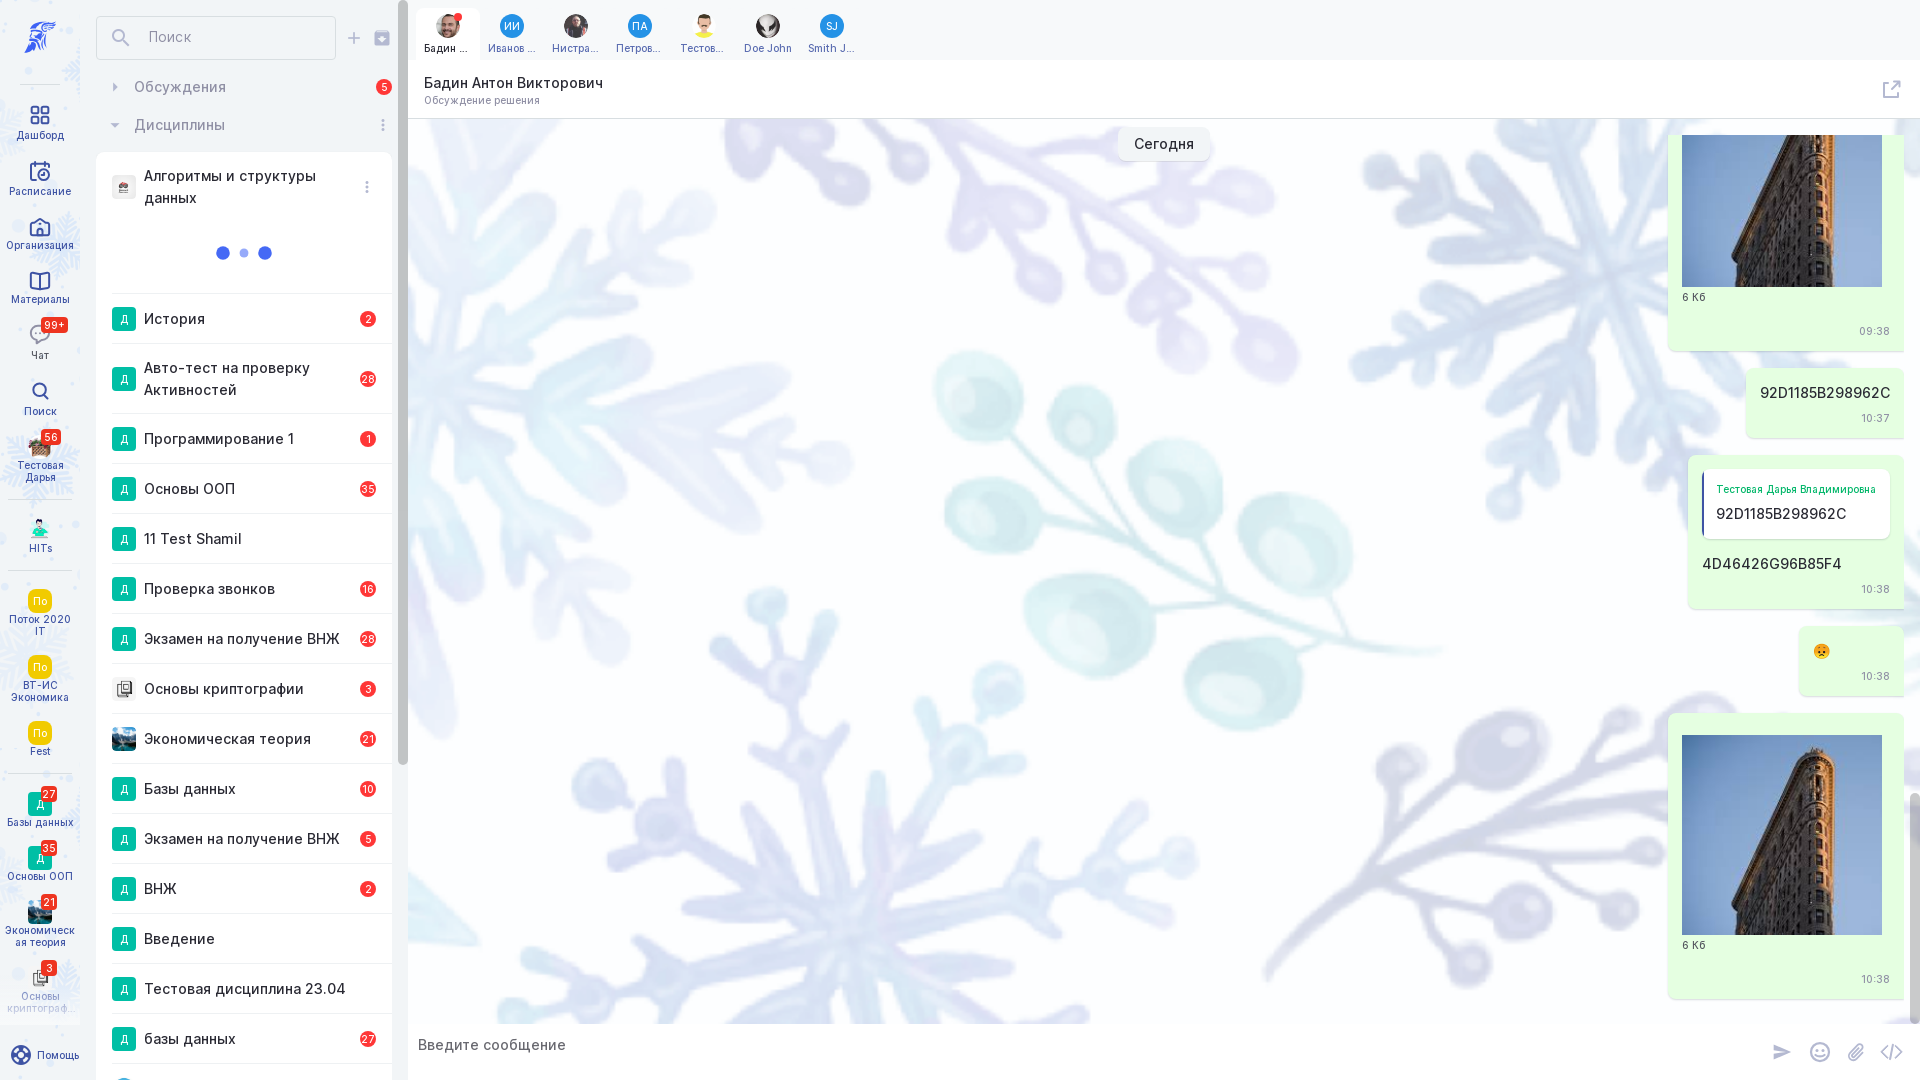 Дашборд
Расписание
Организация
Материалы
99+
Чат
Поиск
56
Тестовая
Дарья
HITs
По
Поток 2020
IT
По
ВТ-ИС
Экономика
По
Fest
27
Д
Базы данных
35
Д
Основы ООП
21
Экономическ
ая теория
3
Основы
криптограф...
Помощь
Поиск
Обсуждения
5
Дисциплины
Алгоритмы и структуры
данных
Д
История
2
Д
Авто-тест на проверку
Активностей
28
Д
Программирование 1
1
Д
Основы ООП
35
Д
11 Test Shamil
Д
Проверка звонков
16
Д
Экзамен на получение ВНЖ
28
Основы криптографии
3
Экономическая теория
21
Д
Базы данных
10
Д
Экзамен на получение ВНЖ
5
Д
ВНЖ
2
Д
Введение
Д
Тестовая дисциплина 23.04
Д
базы данных
27
Бадин ...
ИИ
Иванов ...
Нистра...
ПА
Петров...
Тестов...
Doe John
SJ
Smith J...
Бадин Антон Викторович
Обсуждение решения
Сегодня
6 Кб
09:38
92D1185B298962C
10:37
Тестовая Дарья Владимировна
92D1185B298962C
4D46426G96B85F4
10:38
10:38
6 Кб
10:38
Введите сообщение